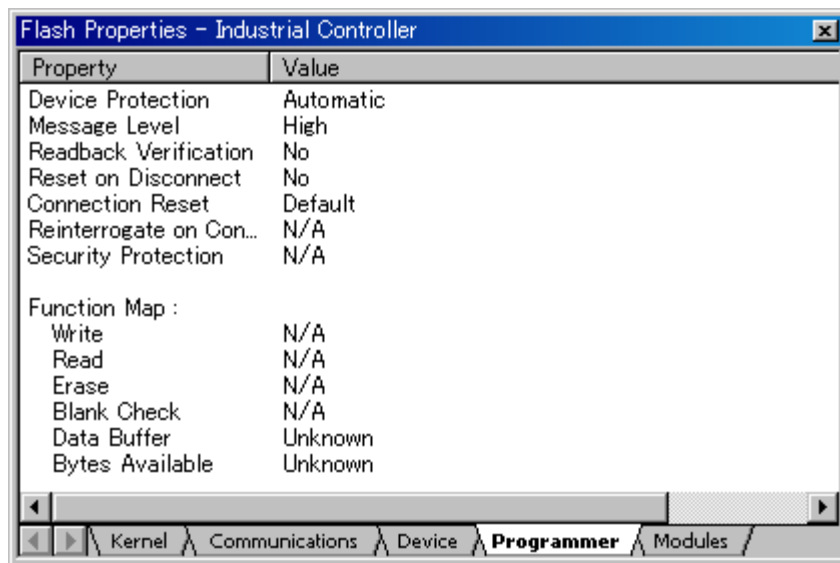 Flash Properties - Industrial Controller
Property Value
Device Protection Automatic
Message Level High
Readback Verification No
Reset on Disconnect No
Connection Reset Default
Reinterrogate on Con... N/A
Security Protection N/A
Function Map :
Write N/A
Read N/A
Erase N/A
Blank Check N/A
Data Buffer Unknown
Bytes Available Unknown
Kernel Communications Device Programmer Modules